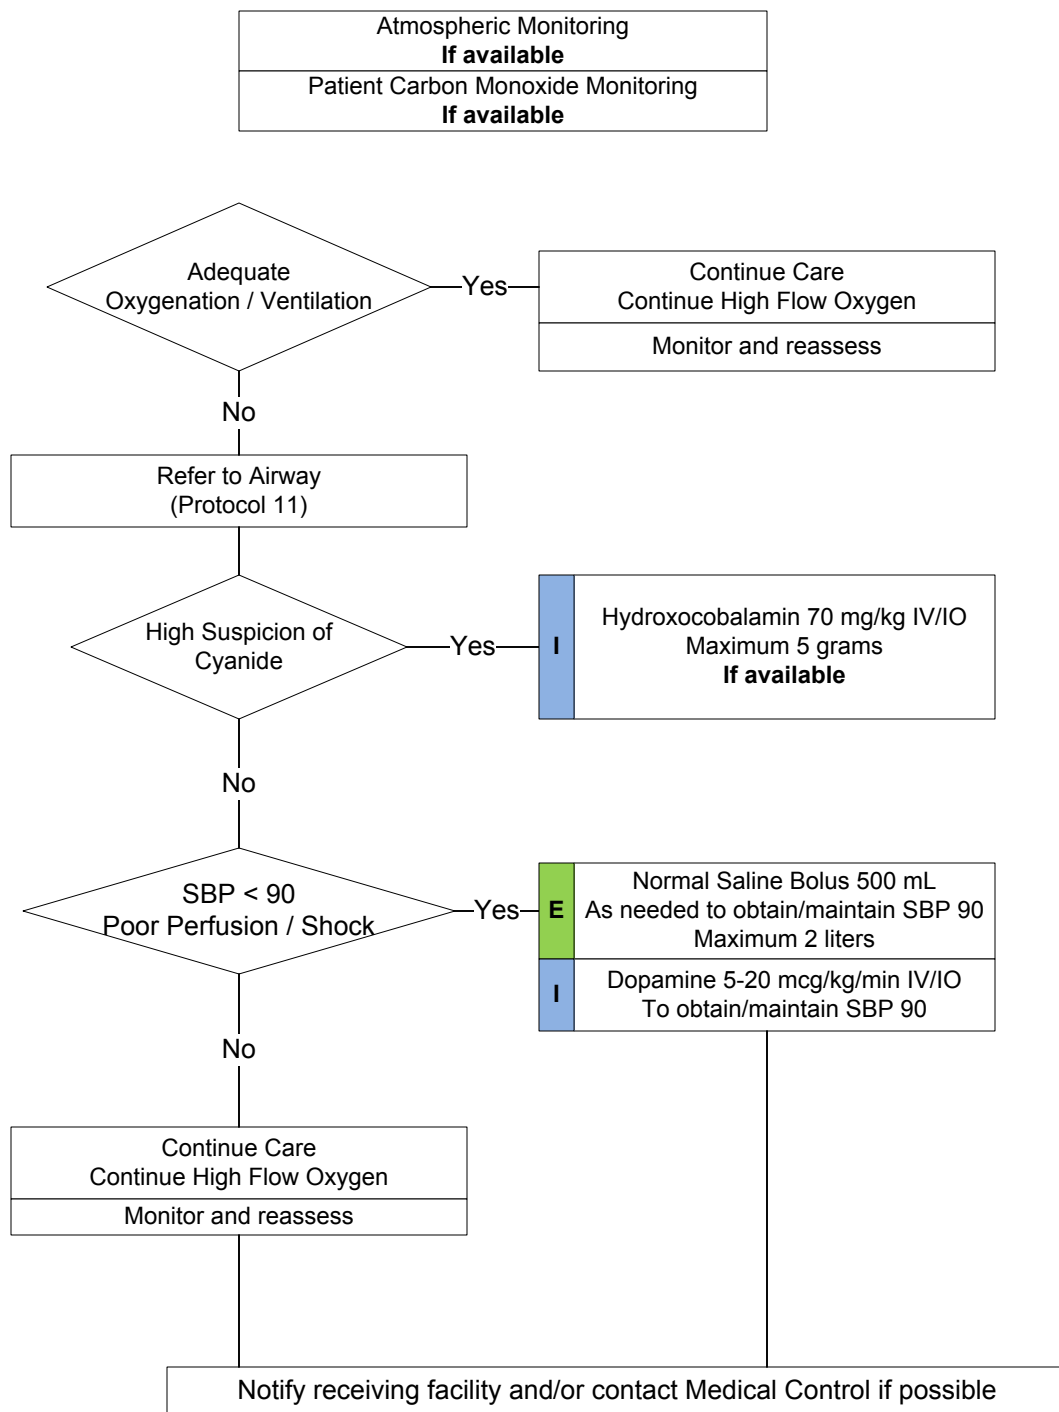 Atmospheric Monitoring
If available
Patient Carbon Monoxide Monitoring
If available
Adequate
Oxygenation / Ventilation
Yes
Continue Care
Continue High Flow Oxygen
Monitor and reassess
No
Refer to Airway
(Protocol 11)
High Suspicion of
Cyanide
Yes
I
Hydroxocobalamin 70 mg/kg IV/IO
Maximum 5 grams
If available
No
SBP < 90
Poor Perfusion / Shock
Yes
E
Normal Saline Bolus 500 mL
As needed to obtain/maintain SBP 90
Maximum 2 liters
I
Dopamine 5-20 mcg/kg/min IV/IO
To obtain/maintain SBP 90
No
Continue Care
Continue High Flow Oxygen
Monitor and reassess
Notify receiving facility and/or contact Medical Control if possible